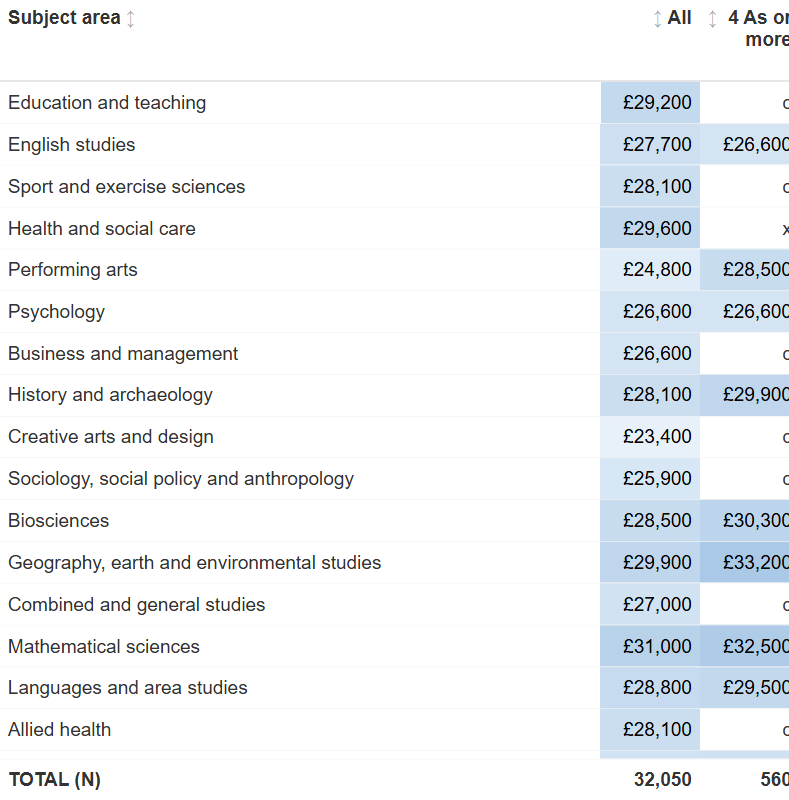 Subject area ↕ ↕ All ↕ 4 As or
more
Education and teaching £29,200 c
English studies £27,700 £26,600
Sport and exercise sciences £28,100 c
Health and social care £29,600 x
Performing arts £24,800 £28,500
Psychology £26,600 £26,600
Business and management £26,600 c
History and archaeology £28,100 £29,900
Creative arts and design £23,400 c
Sociology, social policy and anthropology £25,900 c
Biosciences £28,500 £30,300
Geography, earth and environmental studies £29,900 £33,200
Combined and general studies £27,000 c
Mathematical sciences £31,000 £32,500
Languages and area studies £28,800 £29,500
Allied health £28,100 c
TOTAL (N) 32,050 560